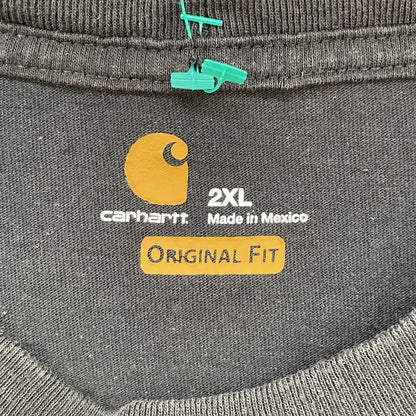 2XL
carhartt
Made in Mexico
ORIGINAL FIT